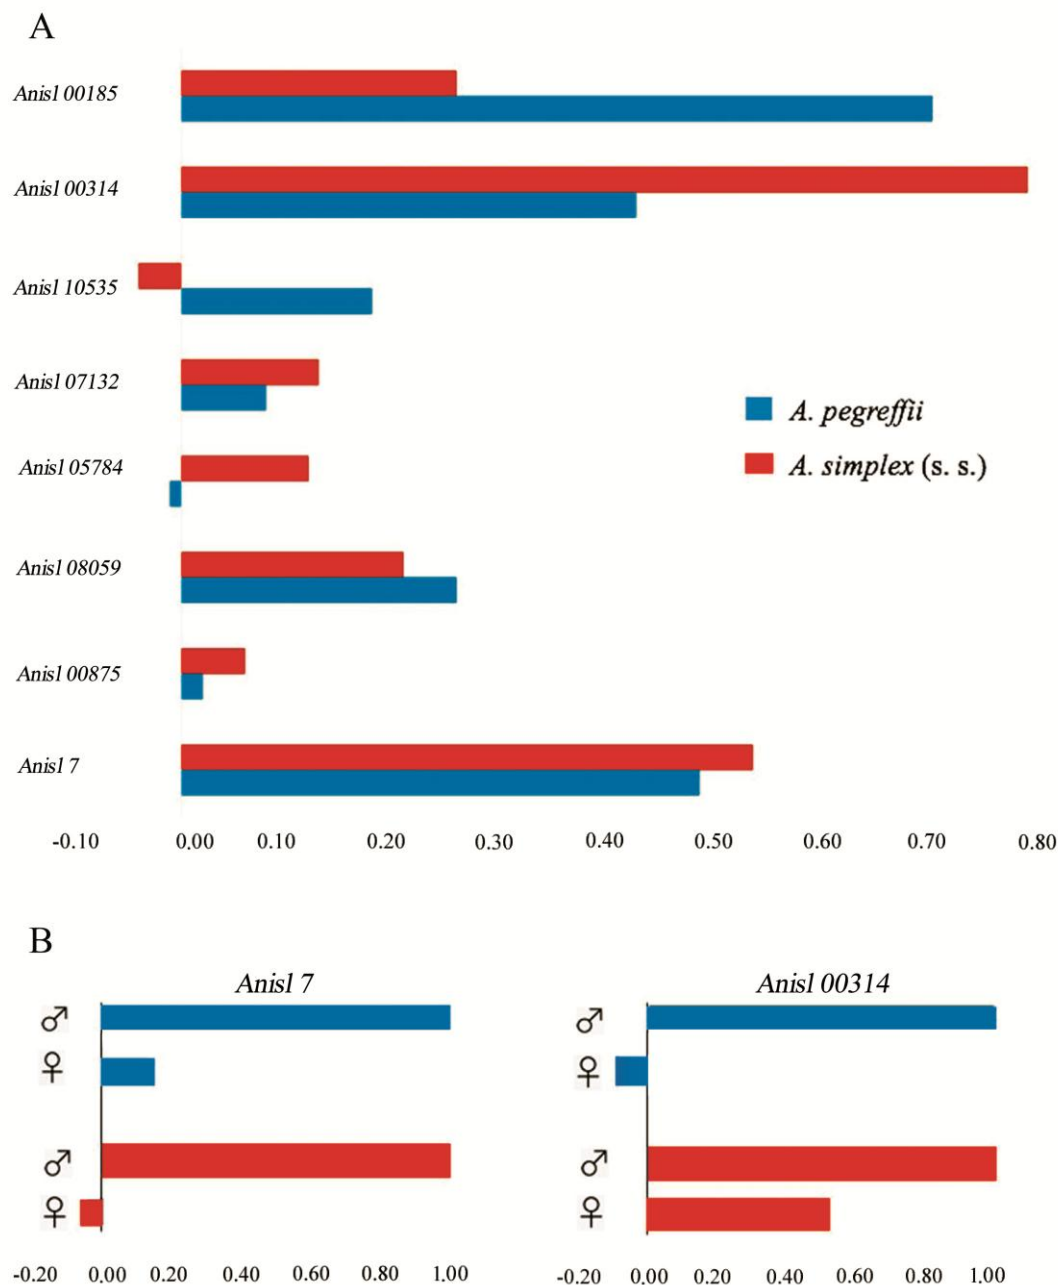 A
Anisl 00185
Anisl 00314
Anisl 10535
Anisl 07132
Anisl 05784
Anisl 08059
Anisl 00875
Anisl 7
A. pegreffii
A. simplex (s. s.)
-0.10 0.00 0.10 0.20 0.30 0.40 0.50 0.60 0.70 0.80
B
Anisl 7
♂
♀
♂
♀
-0.20 0.00 0.20 0.40 0.60 0.80 1.00
Anisl 00314
♂
♀
♂
♀
-0.20 0.00 0.20 0.40 0.60 0.80 1.00